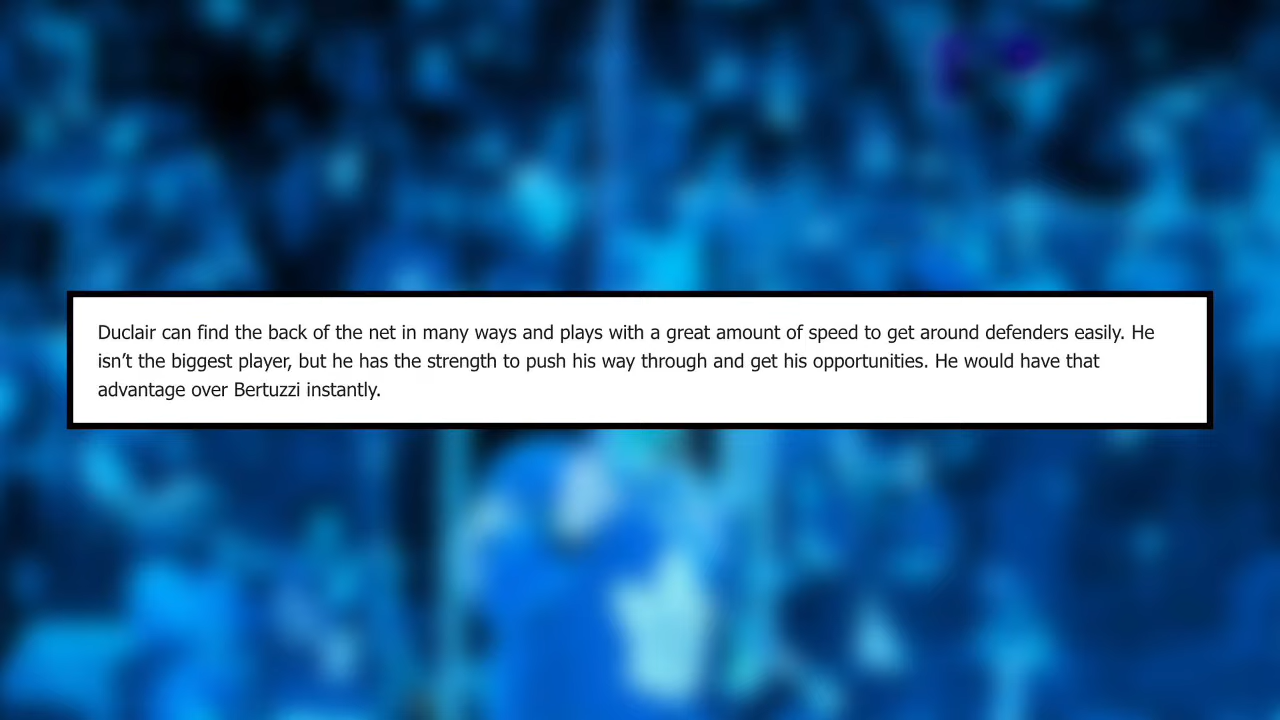 Duclair can find the back of the net in many ways and plays with a great amount of speed to get around defenders easily. He
isn’t the biggest player, but he has the strength to push his way through and get his opportunities. He would have that
advantage over Bertuzzi instantly.